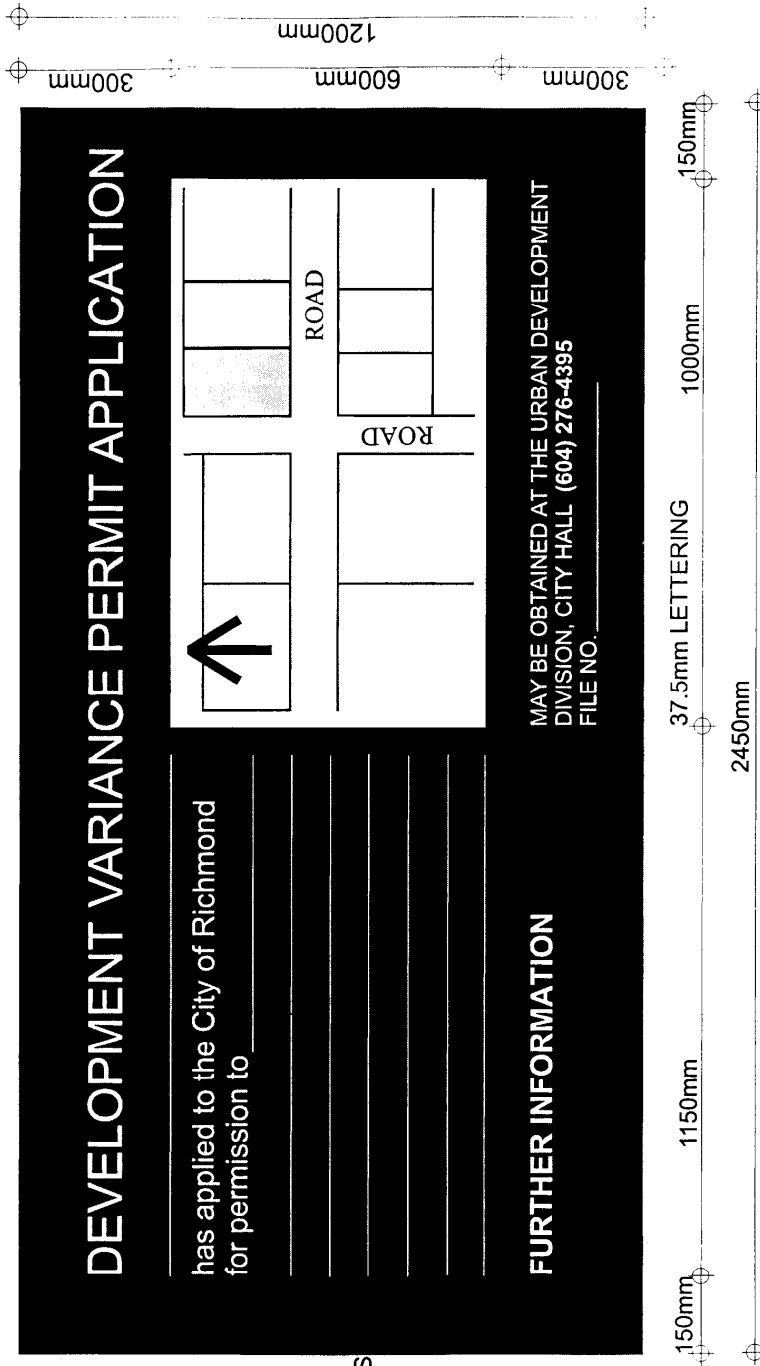 DEVELOPMENT VARIANCE PERMIT APPLICATION
has applied to the City of Richmond
for permission to
ROAD
ROAD
FURTHER INFORMATION
MAY BE OBTAINED AT THE URBAN DEVELOPMENT
DIVISION, CITY HALL (604) 276-4395
FILE NO.
300mm
600mm
300mm
1200mm
37.5mm LETTERING
150mm
1150mm
1000mm
150mm
2450mm